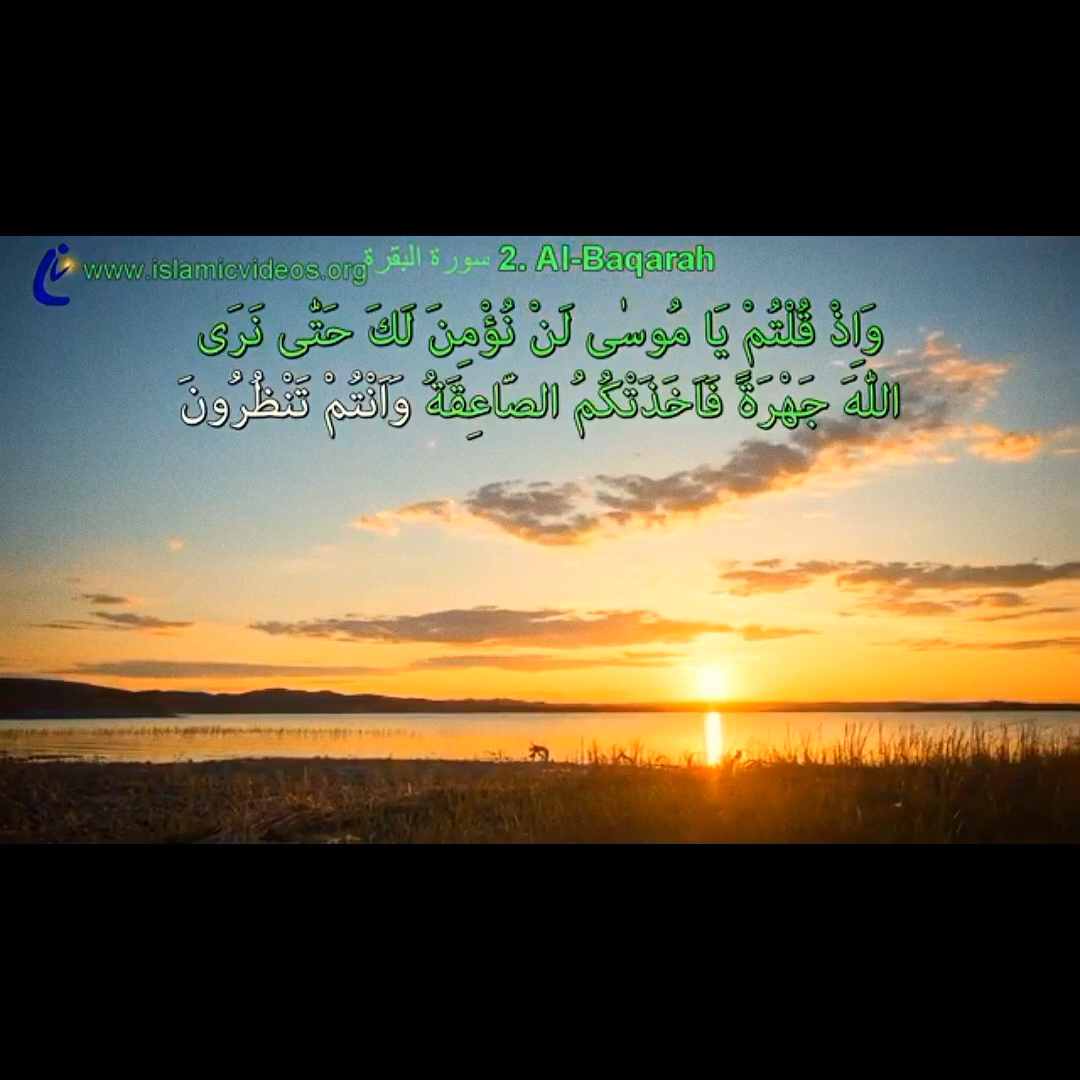 www.islamicvideos.org سورة البقرة 2. Al-Baqarah
وَاِذْ قُلْتُمْ يَا مُوسٰى لَنْ نُؤْمِنَ لَكَ حَتّٰى نَرَى
اللّٰهَ جَهْرَةً فَاَخَذَتْكُمُ الصَّاعِقَةُ وَاَنْتُمْ تَنْظُرُونَ